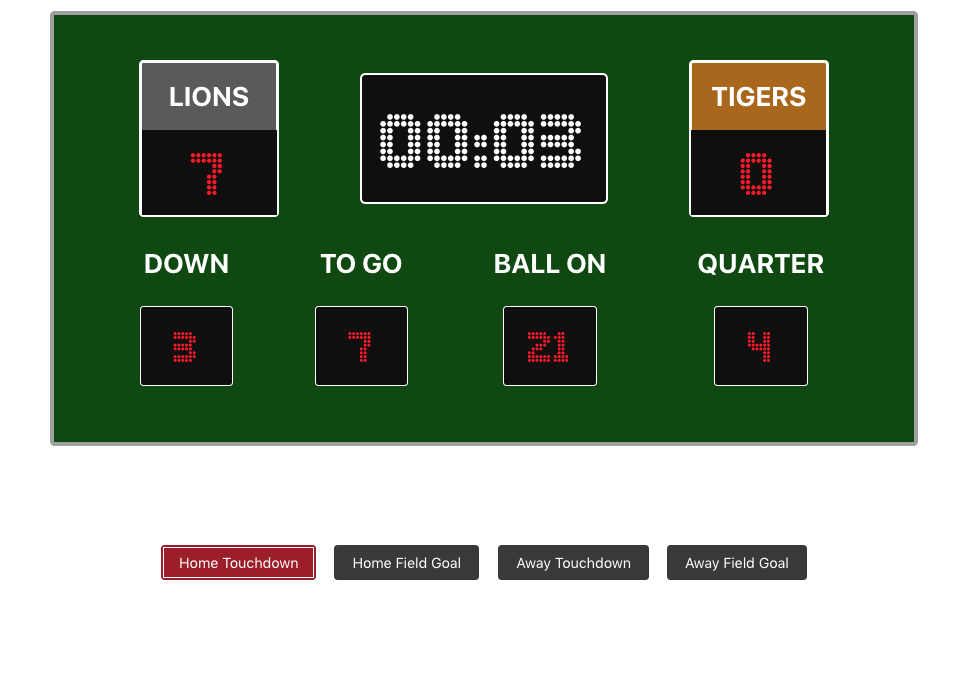 LIONS
7
00:03
TIGERS
0
DOWN
TO GO
BALL ON
QUARTER
3
7
21
4
Home Touchdown
Home Field Goal
Away Touchdown
Away Field Goal